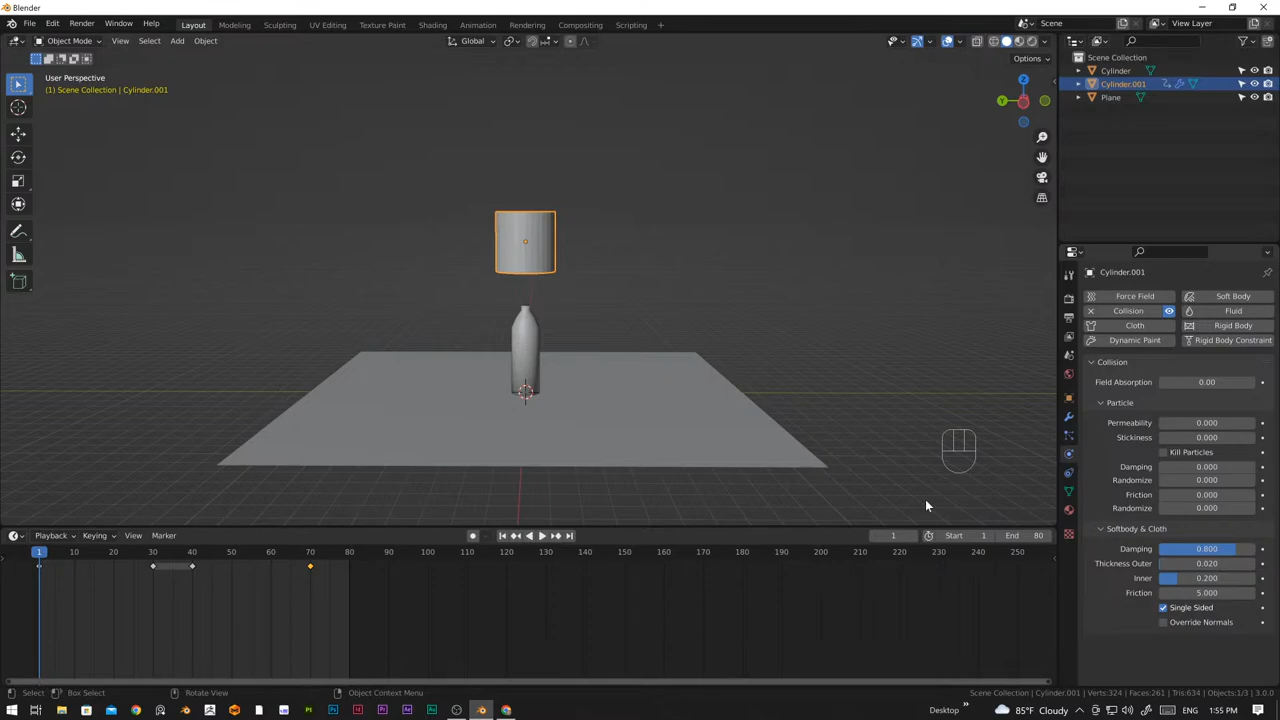 Blender
File Edit Render Window Help Layout Modeling Sculpting UV Editing Texture Paint Shading Animation Rendering Compositing Scripting + Scene View Layer
Object Mode View Select Add Object Global
Options
User Perspective
(1) Scene Collection | Cylinder.001
Z
Y
Scene Collection
Cylinder
Cylinder.001
Plane
Cylinder.001
Force Field Soft Body
Collision Fluid
Cloth Rigid Body
Dynamic Paint Rigid Body Constraint
Collision
Field Absorption 0.00
Particle
Permeability 0.000
Stickiness 0.000
Kill Particles
Damping 0.000
Randomize 0.000
Friction 0.000
Randomize 0.000
Softbody & Cloth
Damping 0.800
Thickness Outer 0.020
Inner 0.200
Friction 5.000
Single Sided
Override Normals
Playback Keying View Marker 1 Start 1 End 80
1 10 20 30 40 50 60 70 80 90 100 110 120 130 140 150 160 170 180 190 200 210 220 230 240 250
Select Box Select Rotate View Object Context Menu Scene Collection | Cylinder.001 | Verts:324 | Faces:261 | Tris:634 | Objects:1/3 | 3.0.0
Desktop 85°F Cloudy ENG 1:55 PM